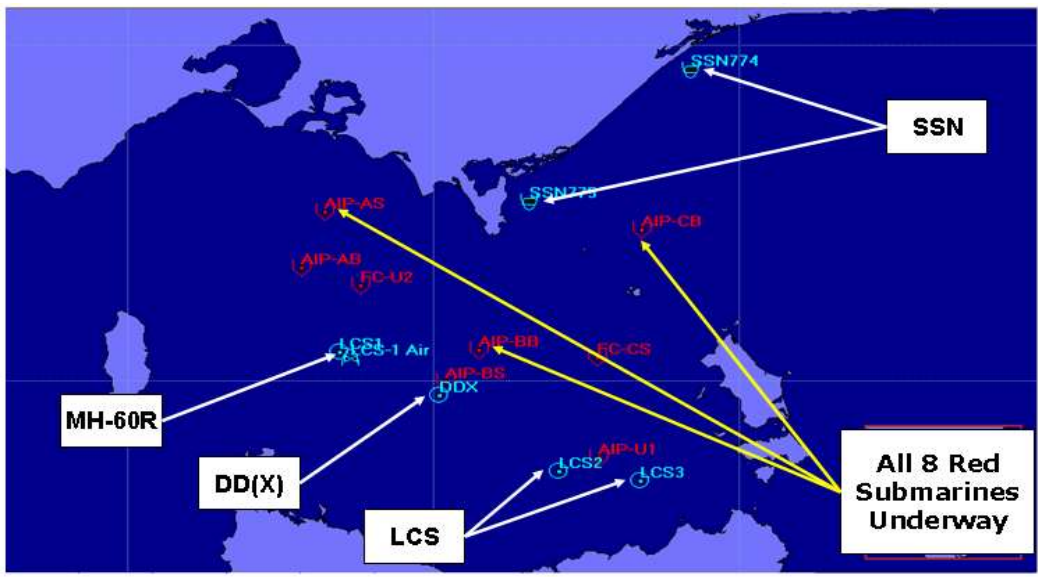 SSN774
SSN
SSN775
AIP-AS
AIP-CB
AIP-AB
FC-U2
LCS1
LCS-1 Air
AIP-BB
FC-CS
AIP-BS
DDX
MH-60R
AIP-U1
LCS2
LCS3
DD(X)
LCS
All 8 Red
Submarines
Underway